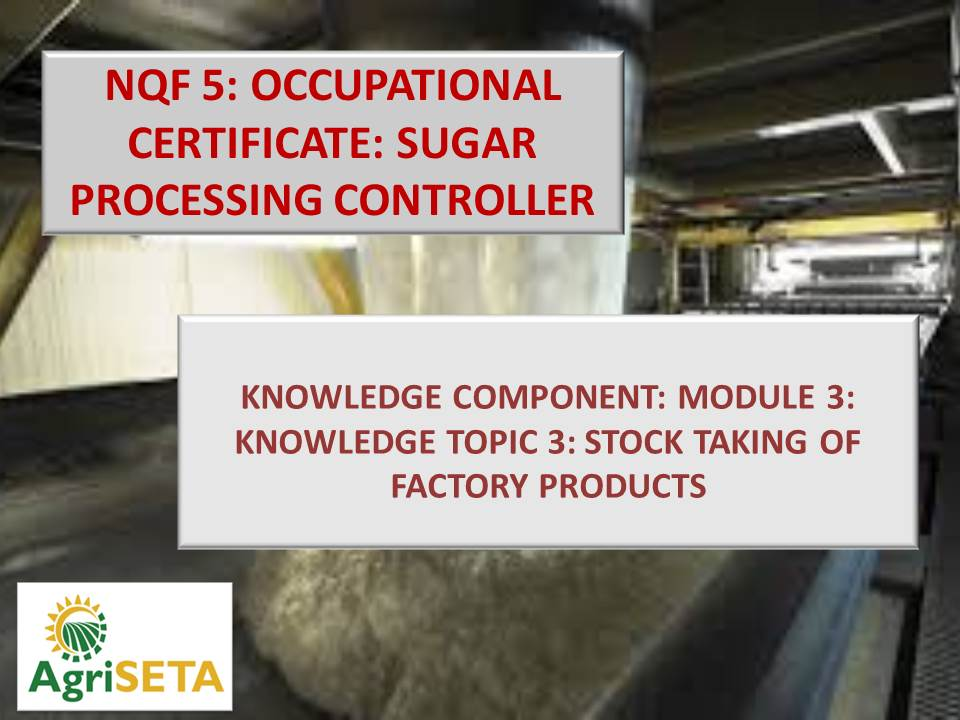 NQF 5: OCCUPATIONAL
CERTIFICATE: SUGAR
PROCESSING CONTROLLER
KNOWLEDGE COMPONENT: MODULE 3:
KNOWLEDGE TOPIC 3: STOCK TAKING OF
FACTORY PRODUCTS
AgriSETA